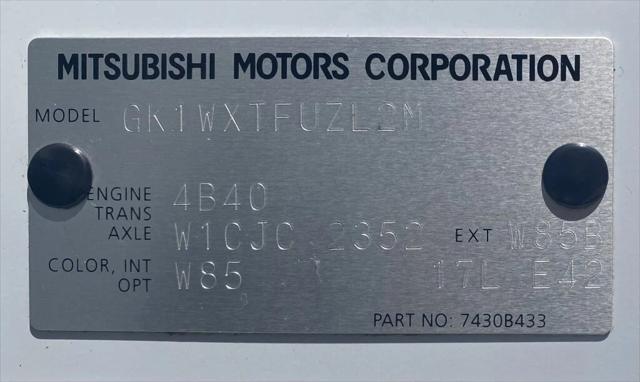 MITSUBISHI MOTORS CORPORATION
MODEL GK1WXTFUZL2M
ENGINE 4B40
TRANS
AXLE W1CJC 2352 EXT W85B
COLOR, INT W85 17L E42
OPT
PART NO: 7430B433